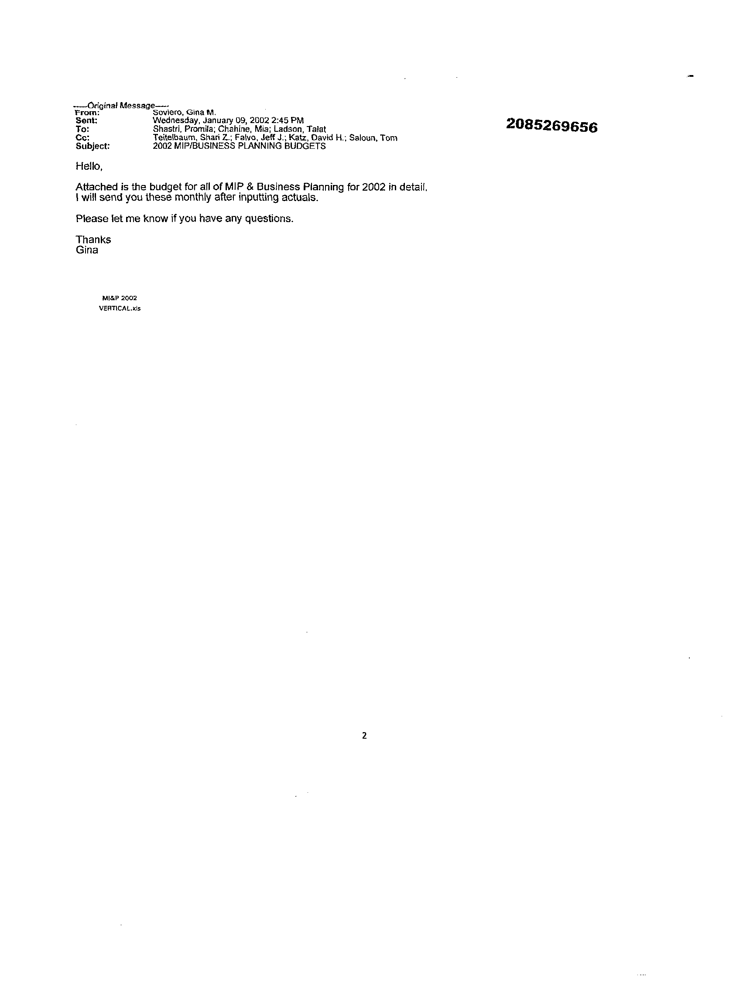 -----Original Message-----
From: Soviero, Gina M.
Sent: Wednesday, January 09, 2002 2:45 PM
To: Shastri, Promila; Chahine, Mia; Ladson, Talat
Cc: Teitelbaum, Shari Z.; Falvo, Jeff J.; Katz, David H.; Saloun, Tom
Subject: 2002 MIP/BUSINESS PLANNING BUDGETS
2085269656
Hello,
Attached is the budget for all of MIP & Business Planning for 2002 in detail.
I will send you these monthly after inputting actuals.
Please let me know if you have any questions.
Thanks
Gina
MI&P 2002
VERTICAL.xls
2